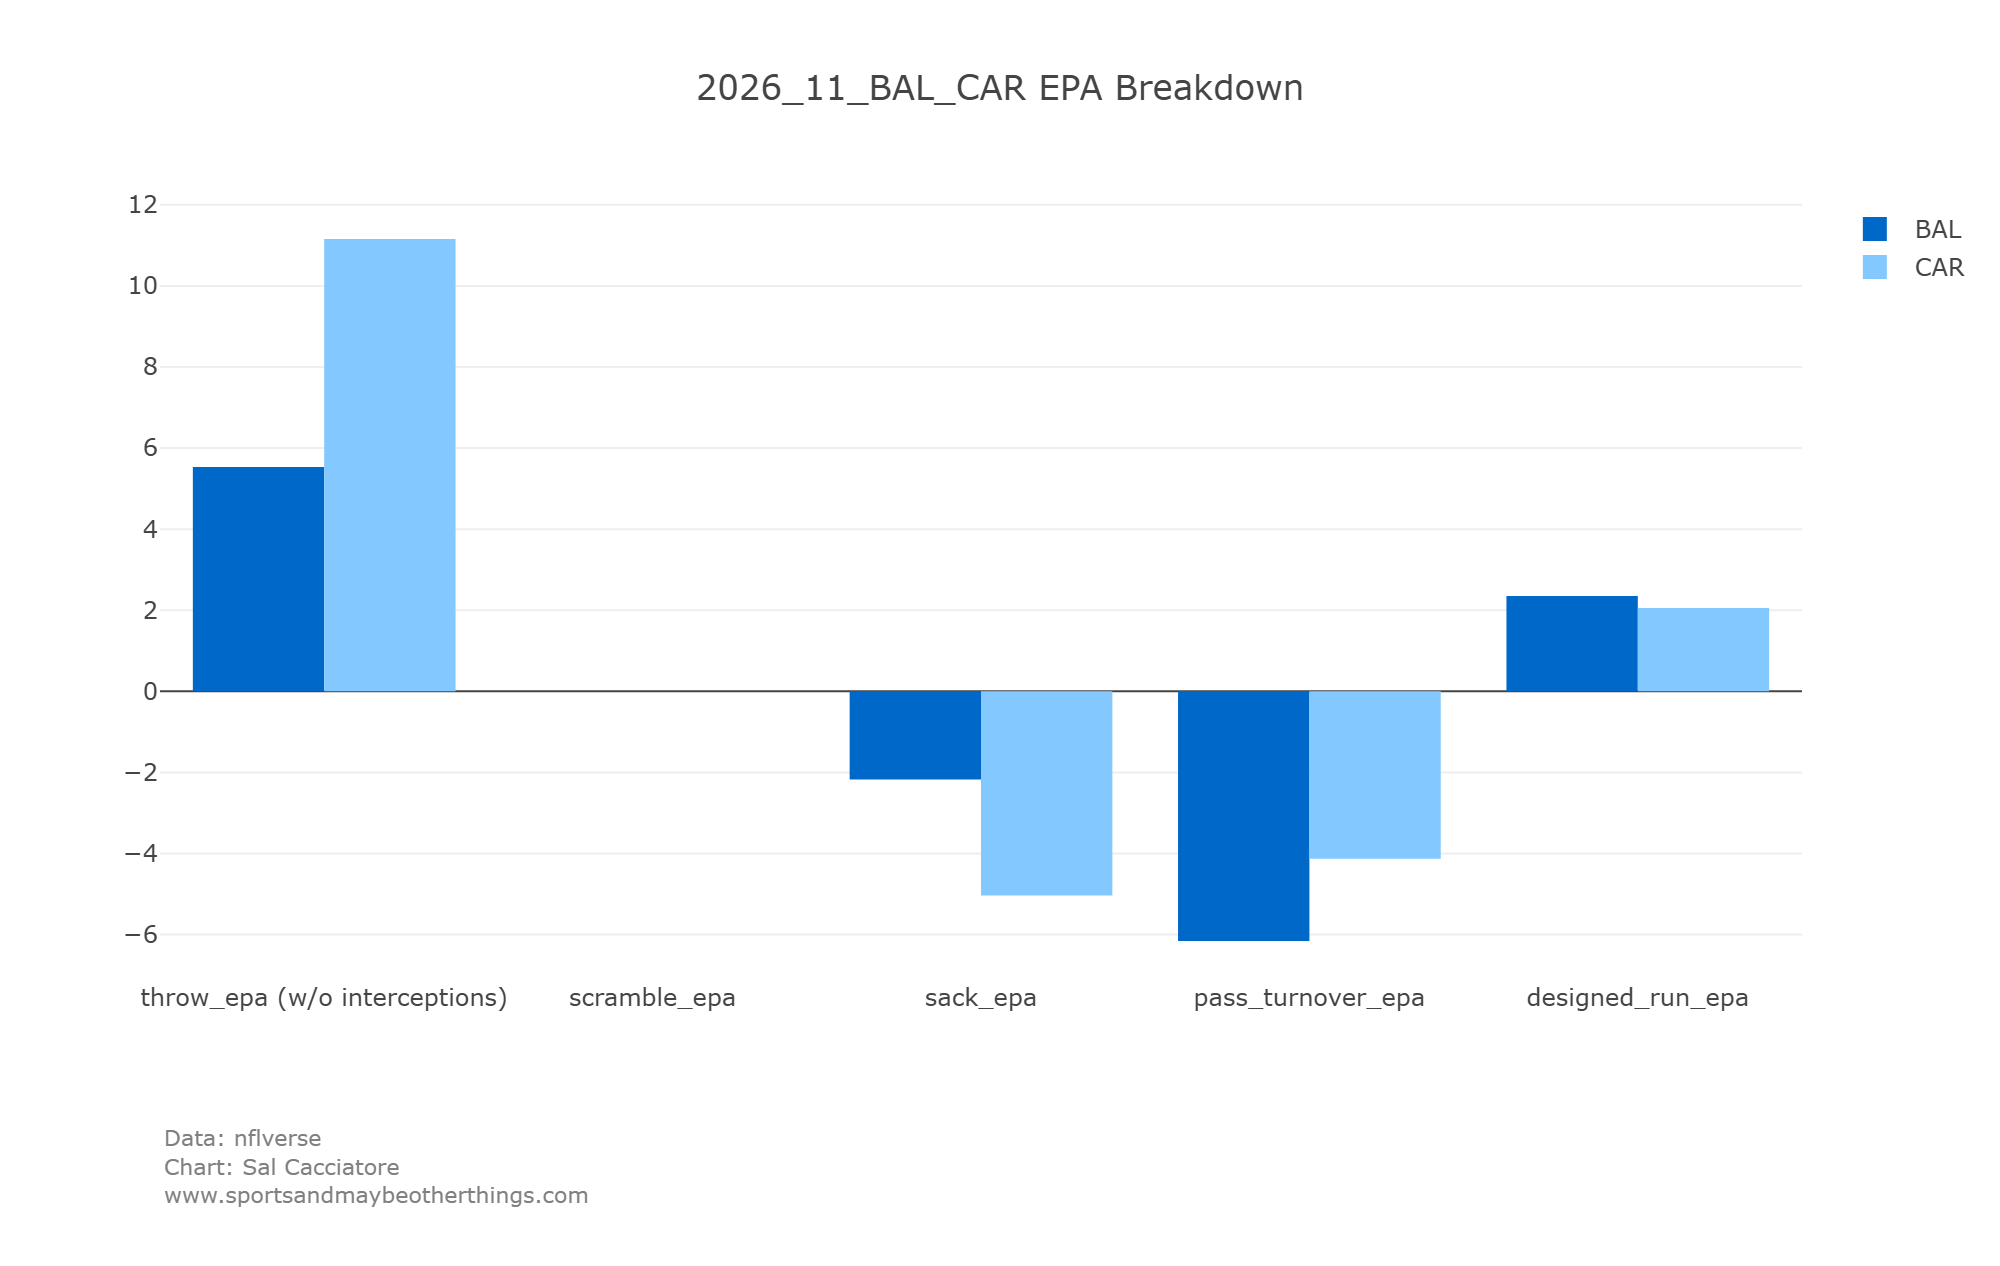 2026_11_BAL_CAR EPA Breakdown
12
10
8
6
4
2
0
−2
−4
−6
BAL
CAR
throw_epa (w/o interceptions)
scramble_epa
sack_epa
pass_turnover_epa
designed_run_epa
Data: nflverse
Chart: Sal Cacciatore
www.sportsandmaybeotherthings.com